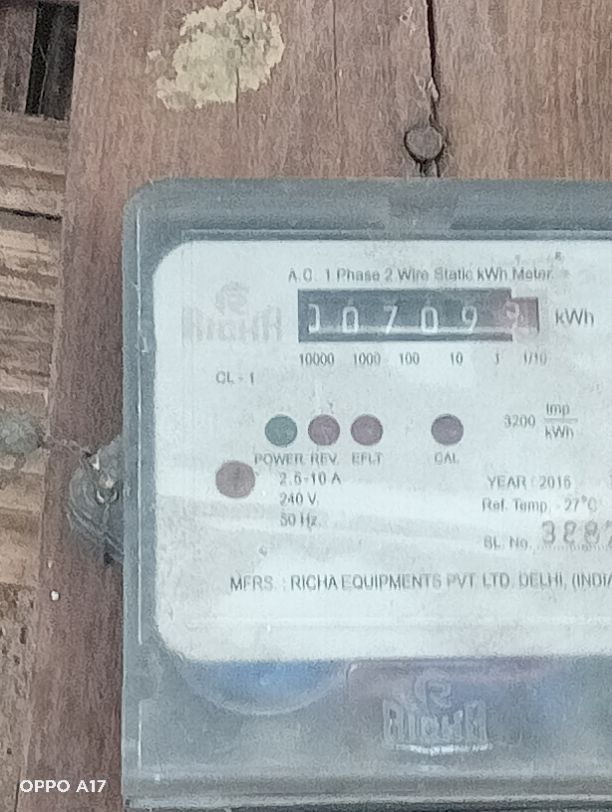 A.C. 1 Phase 2 Wire Static kWh Meter
RICHA
00709 9 kWh
10000 1000 100 10 1 1/10
CL - 1
3200 Imp
kWh
POWER REV. EFLT CAL
2.5-10 A
240 V.
50 Hz.
YEAR : 2015
Ref. Temp. - 27°C
SL. No.
MFRS. : RICHA EQUIPMENTS PVT. LTD. DELHI,
RICHA
OPPO A17